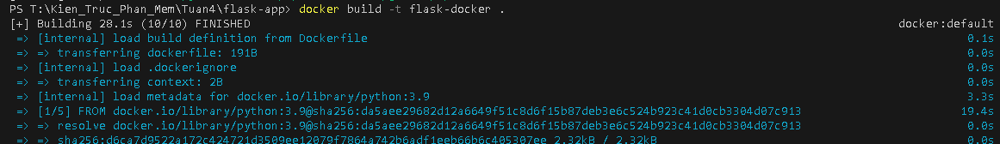 PS T:\Kien_Truc_Phan_Mem\Tuan4\flask-app> docker build -t flask-docker .
[+] Building 28.1s (10/10) FINISHED docker:default
=> [internal] load build definition from Dockerfile 0.1s
=> => transferring dockerfile: 191B 0.0s
=> [internal] load .dockerignore 0.0s
=> => transferring context: 2B 0.0s
=> [internal] load metadata for docker.io/library/python:3.9 3.3s
=> [1/5] FROM docker.io/library/python:3.9@sha256:da5aee29682d12a6649f51c8d6f15b87deb3e6c524b923c41d0cb3304d07c913 19.4s
=> => resolve docker.io/library/python:3.9@sha256:da5aee29682d12a6649f51c8d6f15b87deb3e6c524b923c41d0cb3304d07c913 0.0s
=> => sha256:d6ca7d9522a172c424721d3509ee12079f7864a742b6adf1eeb66b6c405307ee 2.32kB / 2.32kB 0.0s